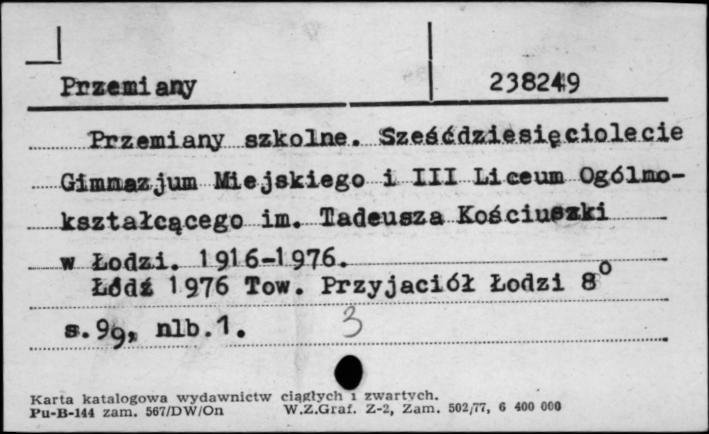 Przemiany 238249
Przemiany szkolne. Sześćdziesięciolecie
Gimnazjum Miejskiego i III Liceum Ogólno-
kształcącego im. Tadeusza Kościuszki
w Łodzi. 1916-1976.
Łódź 1976 Tow. Przyjaciół Łodzi 8°
s.99, nlb.1. 3
Karta katalogowa wydawnictw ciągłych i zwartych.
Pu-B-144 zam. 567/DW/On W.Z.Graf. Z-2, Zam. 502/77, 6 400 000